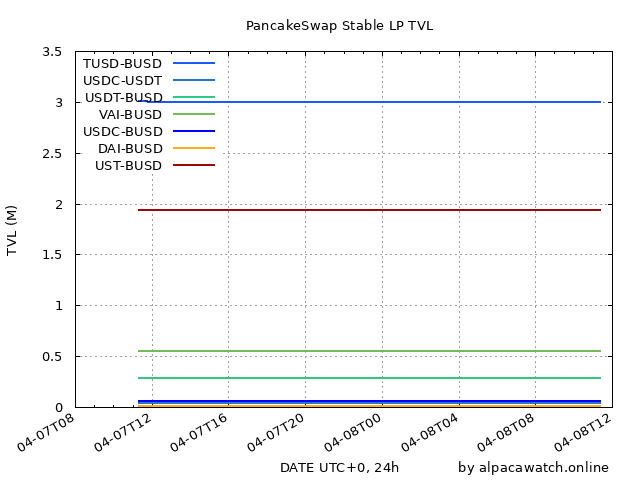 PancakeSwap Stable LP TVL
3.5
3
2.5
2
1.5
1
0.5
0
TVL (M)
TUSD-BUSD
USDC-USDT
USDT-BUSD
VAI-BUSD
USDC-BUSD
DAI-BUSD
UST-BUSD
04-07T08
04-07T12
04-07T16
04-07T20
04-08T00
04-08T04
04-08T08
04-08T12
DATE UTC+0, 24h
by alpacawatch.online